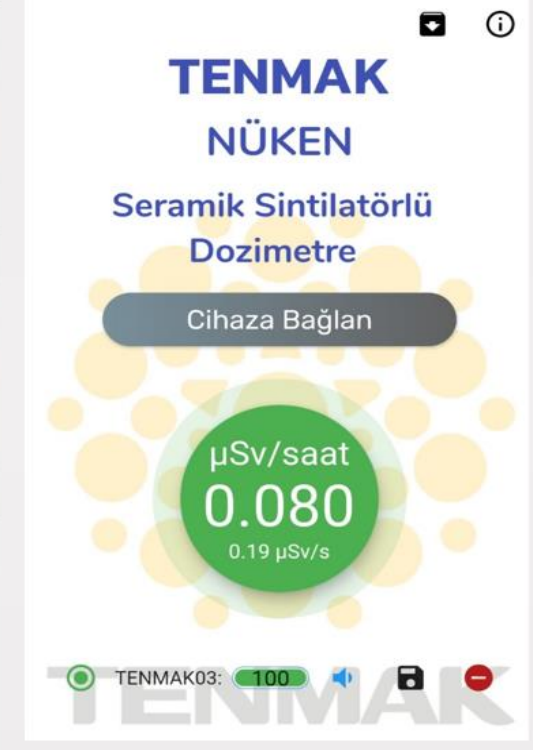 TENMAK
NÜKEN
Seramik Sintilatörlü
Dozimetre
Cihaza Bağlan
µSv/saat
0.080
0.19 µSv/s
TENMAK03: 100
TENMAK